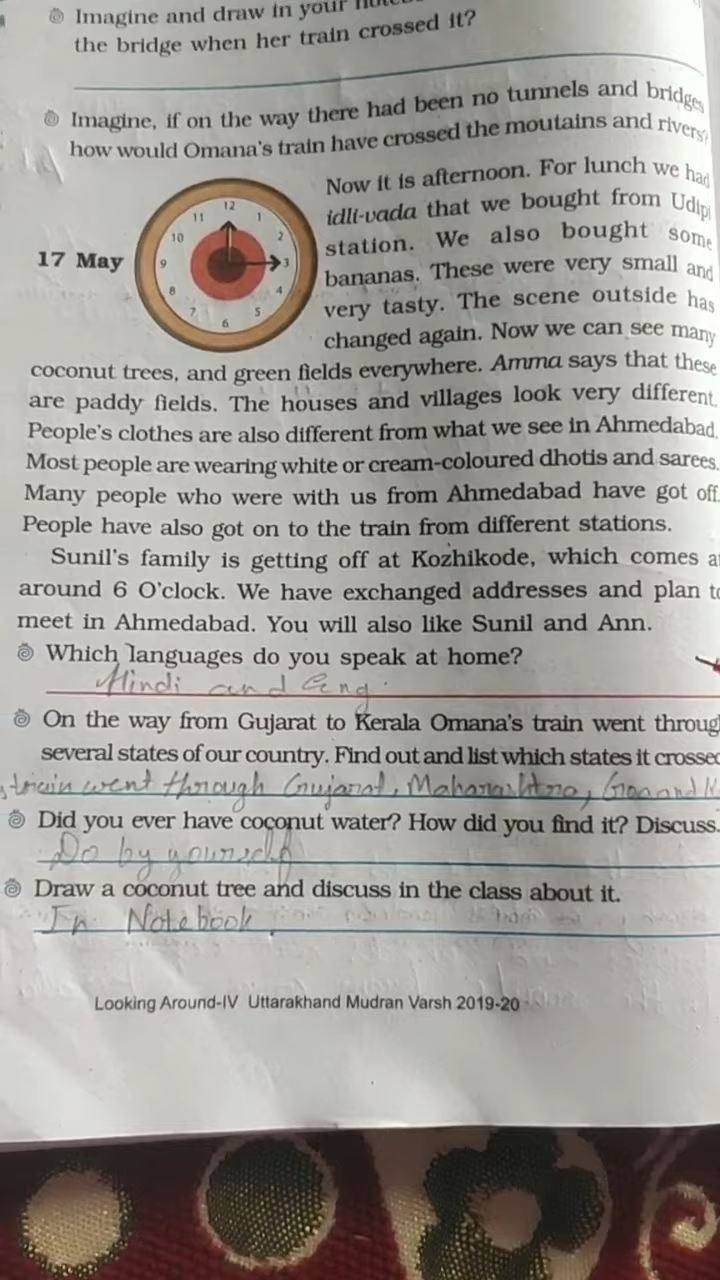 Imagine and draw in your
the bridge when her train crossed it?
Imagine, if on the way there had been no tunnels and bridges,
how would Omana's train have crossed the moutains and rivers?
17 May
12
1
2
3
4
5
6
7
8
9
10
11
Now it is afternoon. For lunch we had
idli-vada that we bought from Udipi
station. We also bought some
bananas. These were very small and
very tasty. The scene outside has
changed again. Now we can see many
coconut trees, and green fields everywhere. Amma says that these
are paddy fields. The houses and villages look very different.
People's clothes are also different from what we see in Ahmedabad.
Most people are wearing white or cream-coloured dhotis and sarees.
Many people who were with us from Ahmedabad have got off.
People have also got on to the train from different stations.
Sunil's family is getting off at Kozhikode, which comes at
around 6 O'clock. We have exchanged addresses and plan to
meet in Ahmedabad. You will also like Sunil and Ann.
Which languages do you speak at home?
Hindi and Eng.
On the way from Gujarat to Kerala Omana's train went through
several states of our country. Find out and list which states it crossed
train went through Gujarat, Maharashtra, Goa and
Did you ever have coconut water? How did you find it? Discuss.
Do by yourself
Draw a coconut tree and discuss in the class about it.
In Notebook.
Looking Around-IV Uttarakhand Mudran Varsh 2019-20